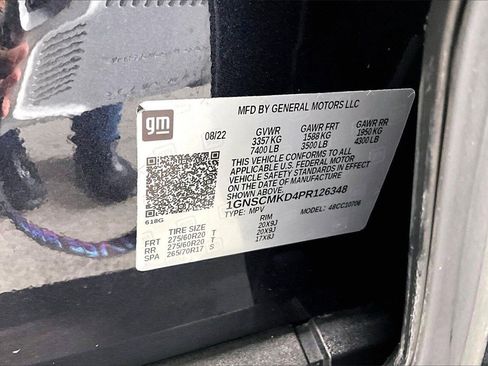 MFD BY GENERAL MOTORS LLC
gm
08/22 GVWR GAWR FRT GAWR RR
3357 KG 1588 KG 1950 KG
7400 LB 3500 LB 4300 LB
THIS VEHICLE CONFORMS TO ALL
APPLICABLE U.S. FEDERAL MOTOR
VEHICLE SAFETY STANDARDS IN EFFECT
ON THE DATE OF MANUFACTURE SHOWN ABOVE.
1GNSCMKD4PR126348
618G TYPE: MPV MODEL: 48CC10706
TIRE SIZE RIM
FRT 275/60R20 T 20X9J
RR 275/60R20 T 20X9J
SPA 265/70R17 S 17X8J